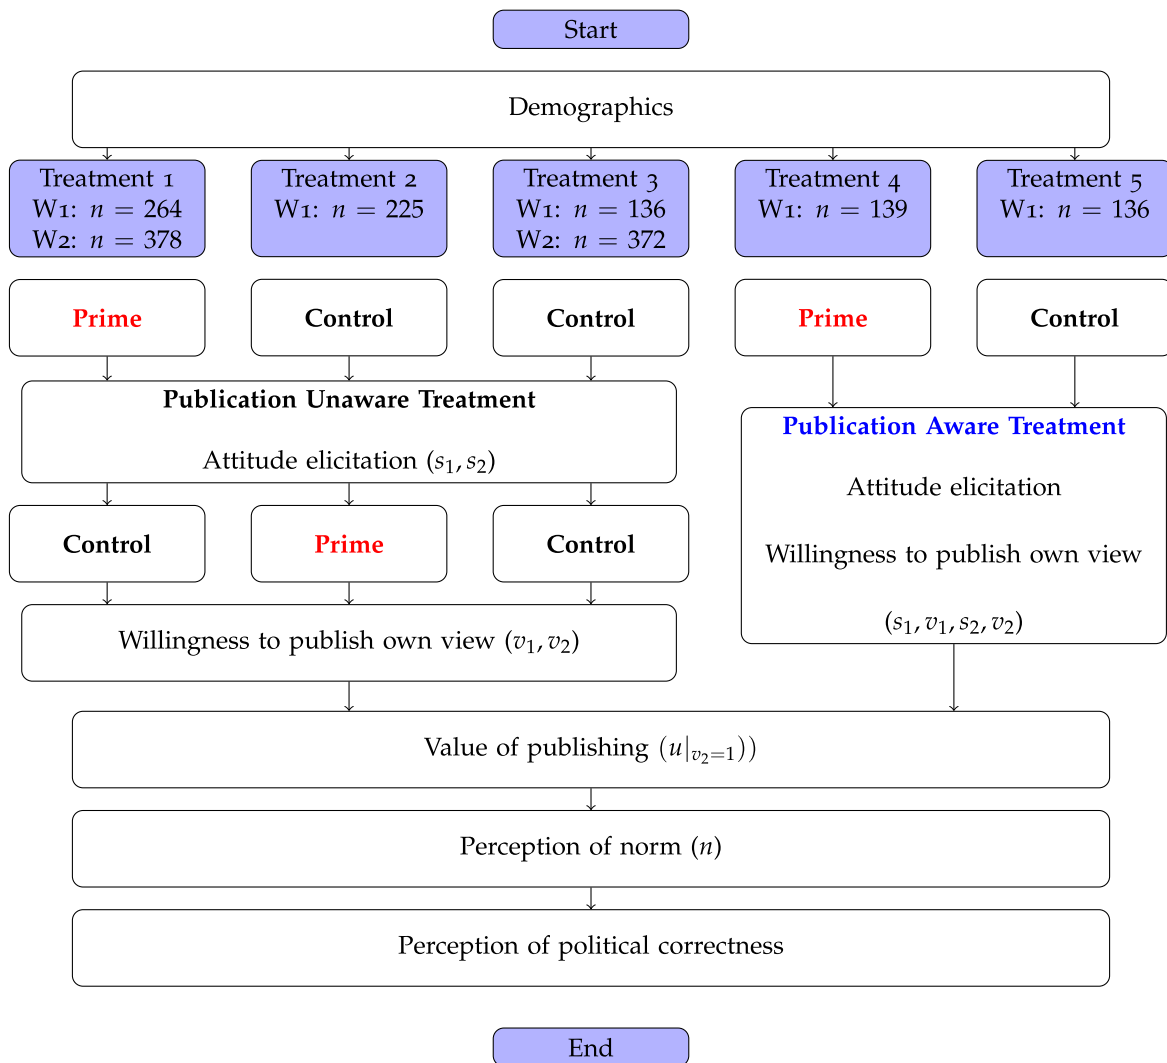 Start
Demographics
Treatment 1
W1: n = 264
W2: n = 378
Treatment 2
W1: n = 225
Treatment 3
W1: n = 136
W2: n = 372
Treatment 4
W1: n = 139
Treatment 5
W1: n = 136
Prime
Control
Control
Prime
Control
Publication Unaware Treatment
Attitude elicitation (s₁, s₂)
Publication Aware Treatment
Attitude elicitation
Willingness to publish own view
(s₁, v₁, s₂, v₂)
Control
Prime
Control
Willingness to publish own view (v₁, v₂)
Value of publishing (u|v₂=1))
Perception of norm (n)
Perception of political correctness
End